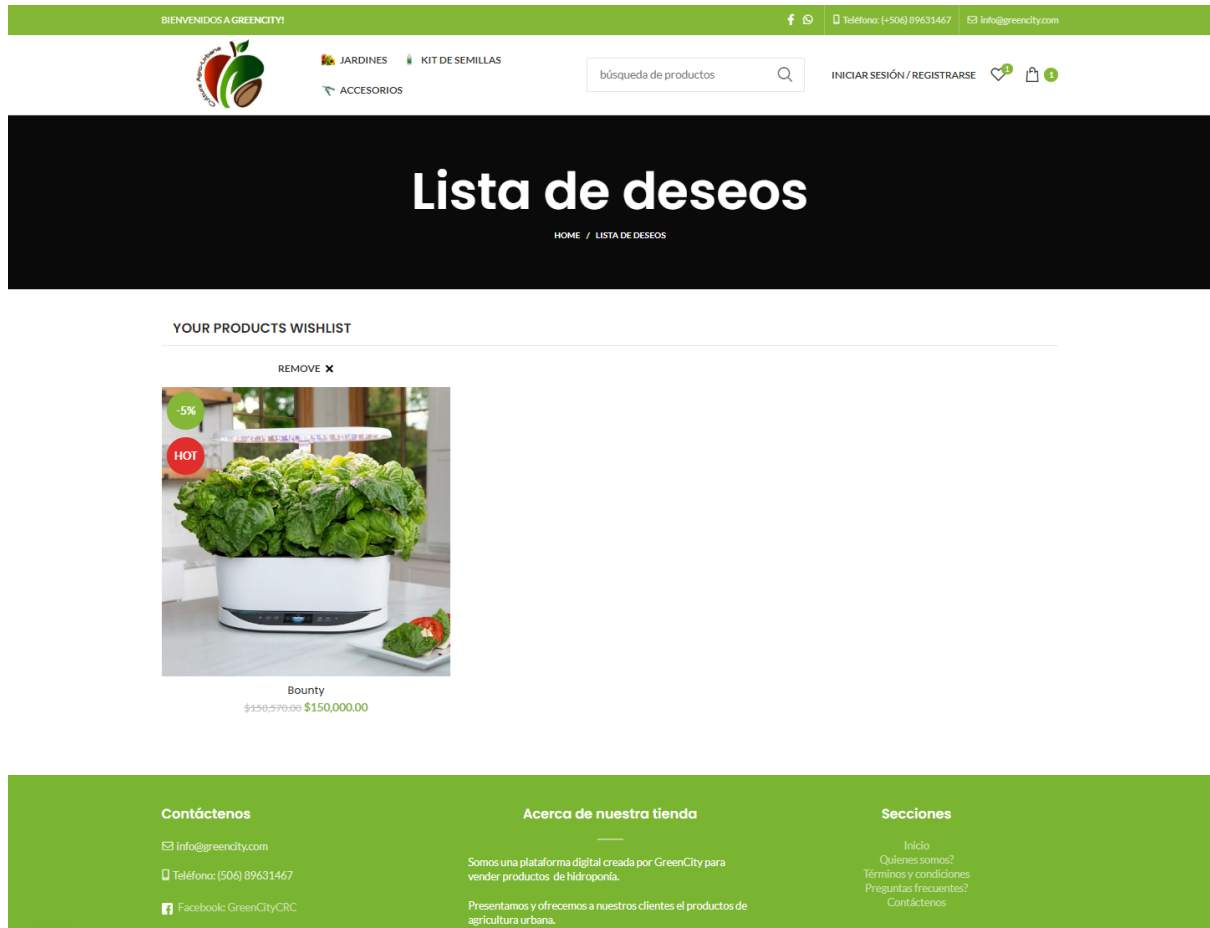 BIENVENIDOS A GREENCITY!
Teléfono: (+506) 89631467
info@greencity.com
Cultura Agro-Urbana
JARDINES
KIT DE SEMILLAS
ACCESORIOS
búsqueda de productos
INICIAR SESIÓN / REGISTRARSE
1
1
Lista de deseos
HOME / LISTA DE DESEOS
YOUR PRODUCTS WISHLIST
REMOVE ×
-5%
HOT
Bounty
$158,570.00 $150,000.00
Contáctenos
info@greencity.com
Teléfono: (506) 89631467
Facebook: GreenCityCRC
Acerca de nuestra tienda
Somos una plataforma digital creada por GreenCity para
vender productos de hidroponía.
Presentamos y ofrecemos a nuestros clientes el productos de
agricultura urbana.
Secciones
Inicio
Quienes somos?
Términos y condiciones
Preguntas frecuentes?
Contáctenos